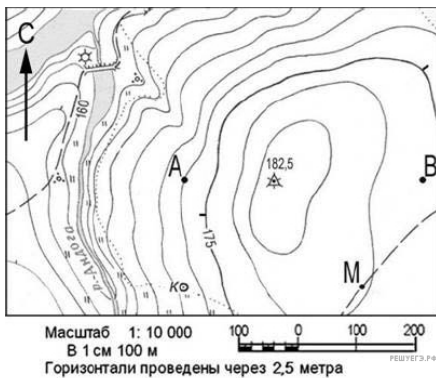 С
160
182,5
А
В
175
р. Андога
М
К
Масштаб 1: 10 000
В 1 см 100 м
Горизонтали проведены через 2,5 метра
100 0 100 200
РЕШУЕГЭ.РФ